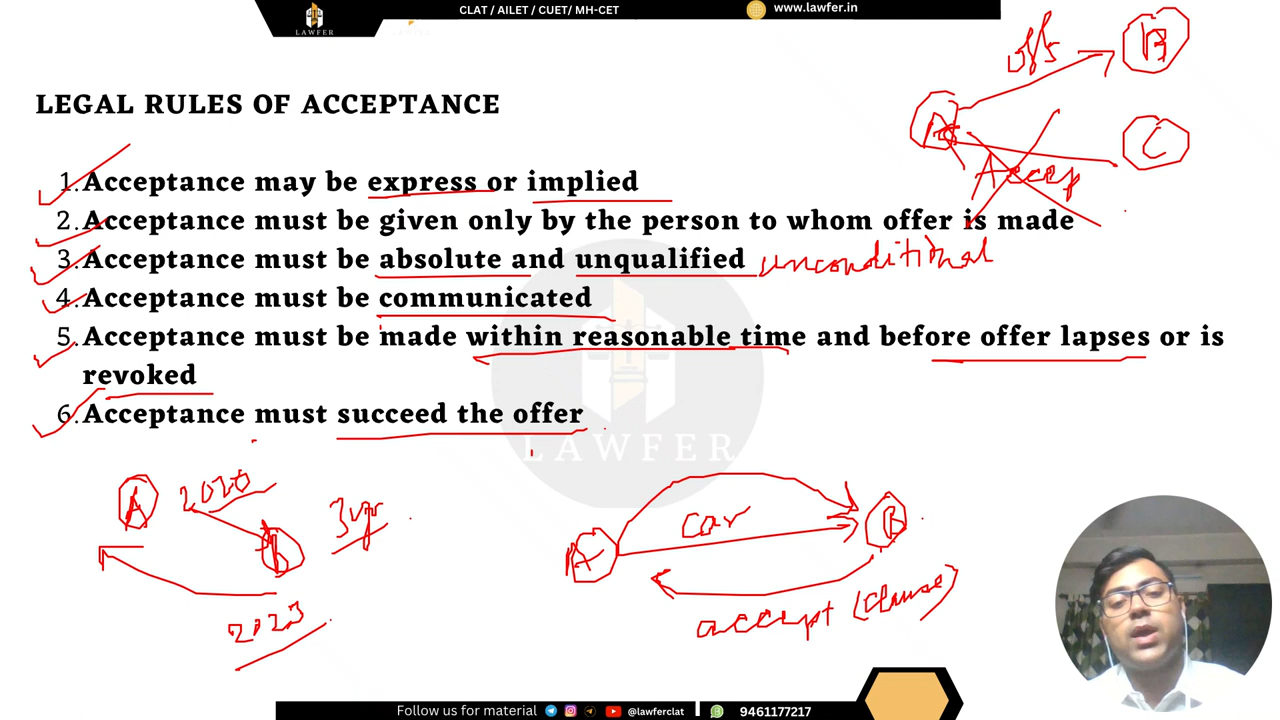 CLAT / AILET / CUET/ MH-CET
www.lawfer.in
LAWFER
LEGAL RULES OF ACCEPTANCE
offs
B
A
C
Accep
1. Acceptance may be express or implied
2. Acceptance must be given only by the person to whom offer is made
3. Acceptance must be absolute and unqualified unconditional
4. Acceptance must be communicated
5. Acceptance must be made within reasonable time and before offer lapses or is
revoked
6. Acceptance must succeed the offer
LAWFER
A 2020
B
3yr
2023
A car B
accept (clause)
Follow us for material @lawferclat 9461177217